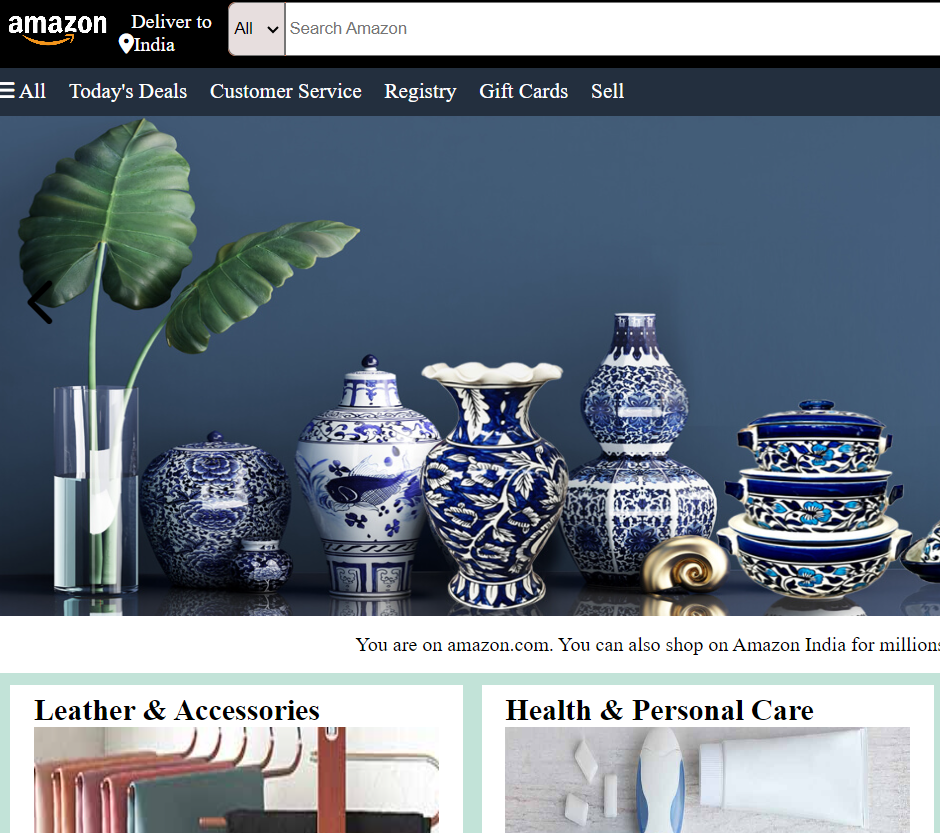 amazon
Deliver to
India
All
Search Amazon
All
Today's Deals
Customer Service
Registry
Gift Cards
Sell
You are on amazon.com. You can also shop on Amazon India for millions
Leather & Accessories
Health & Personal Care